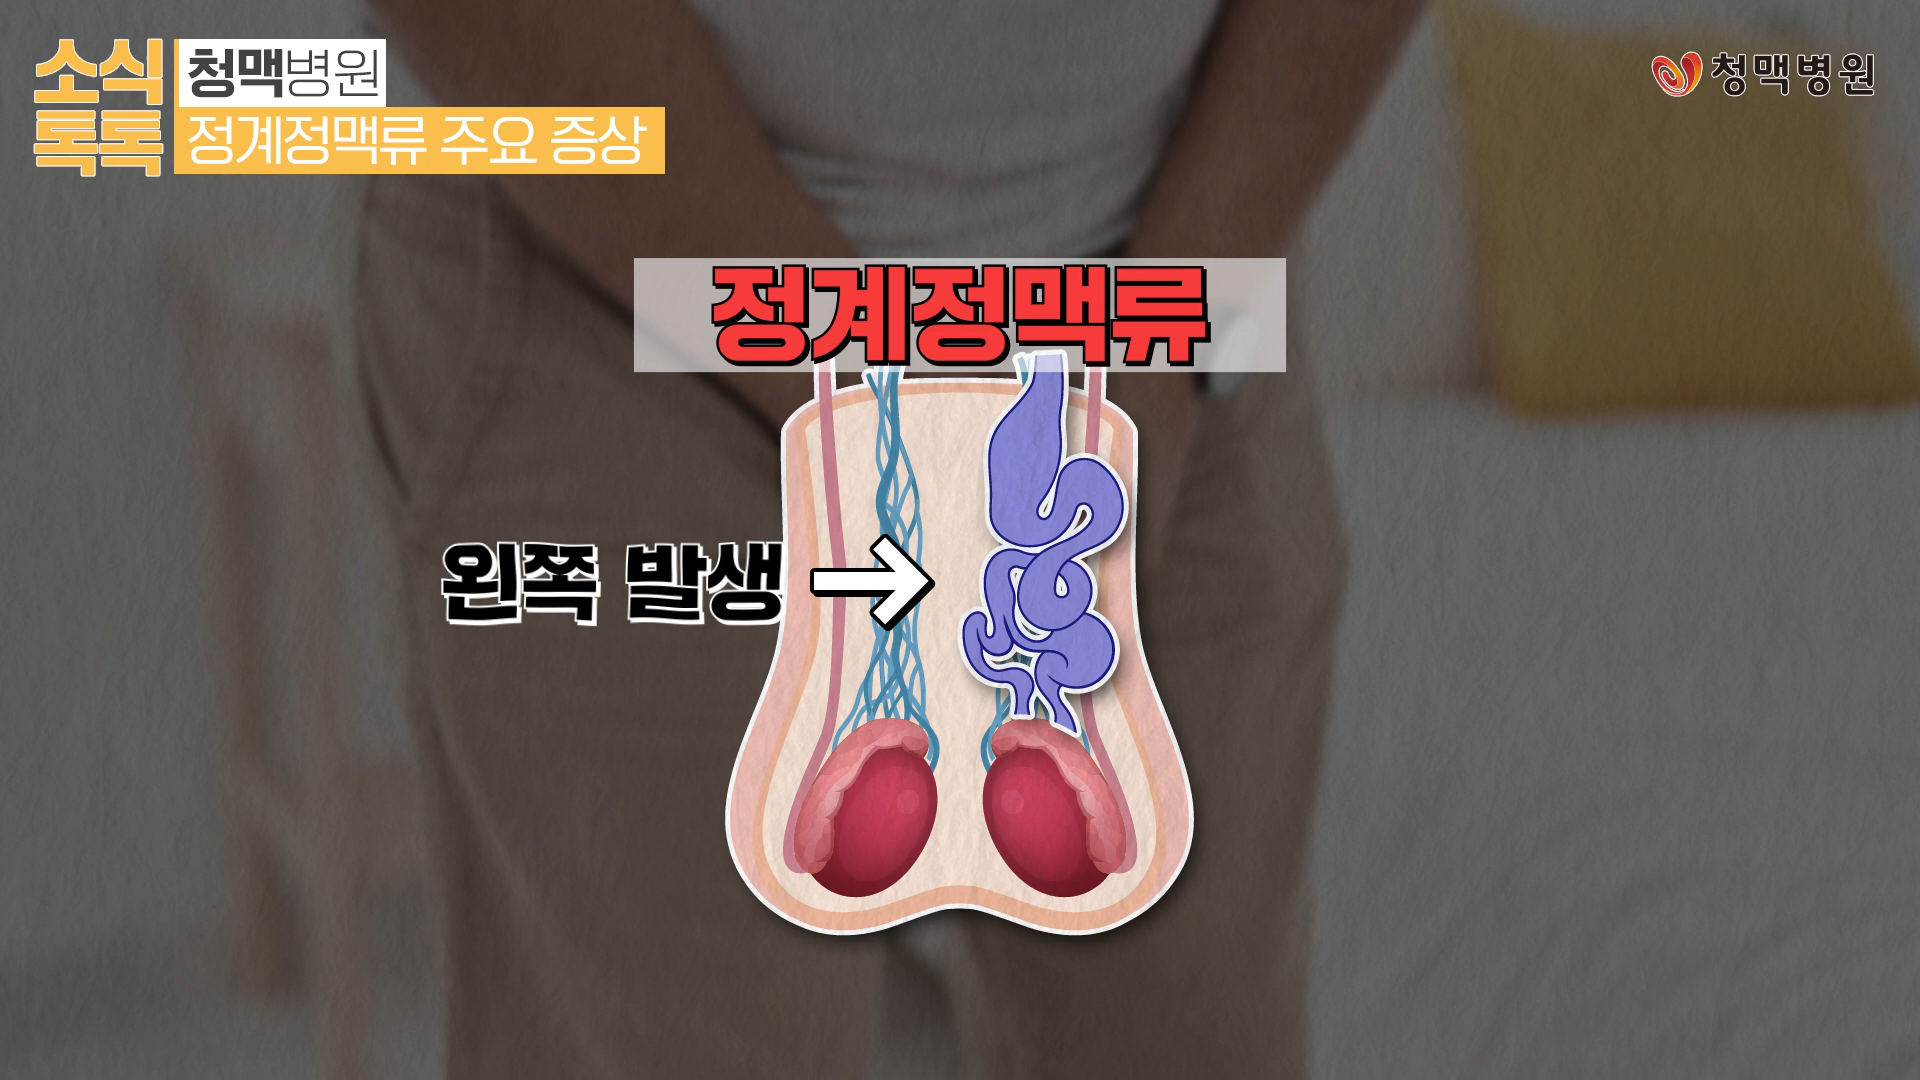 소식
톡톡
청맥병원
정계정맥류 주요 증상
청맥병원
정계정맥류
왼쪽 발생